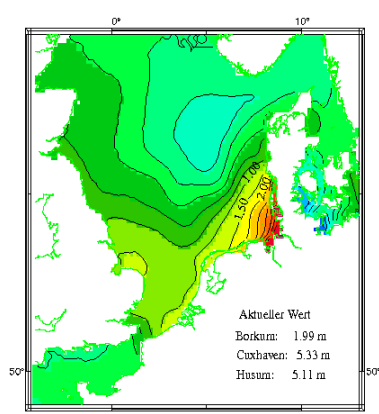 0° 10°
1.00
2.00
1.50
Aktueller Wert
Borkum: 1.99 m
Cuxhaven: 5.33 m
Husum: 5.11 m
50° 50°